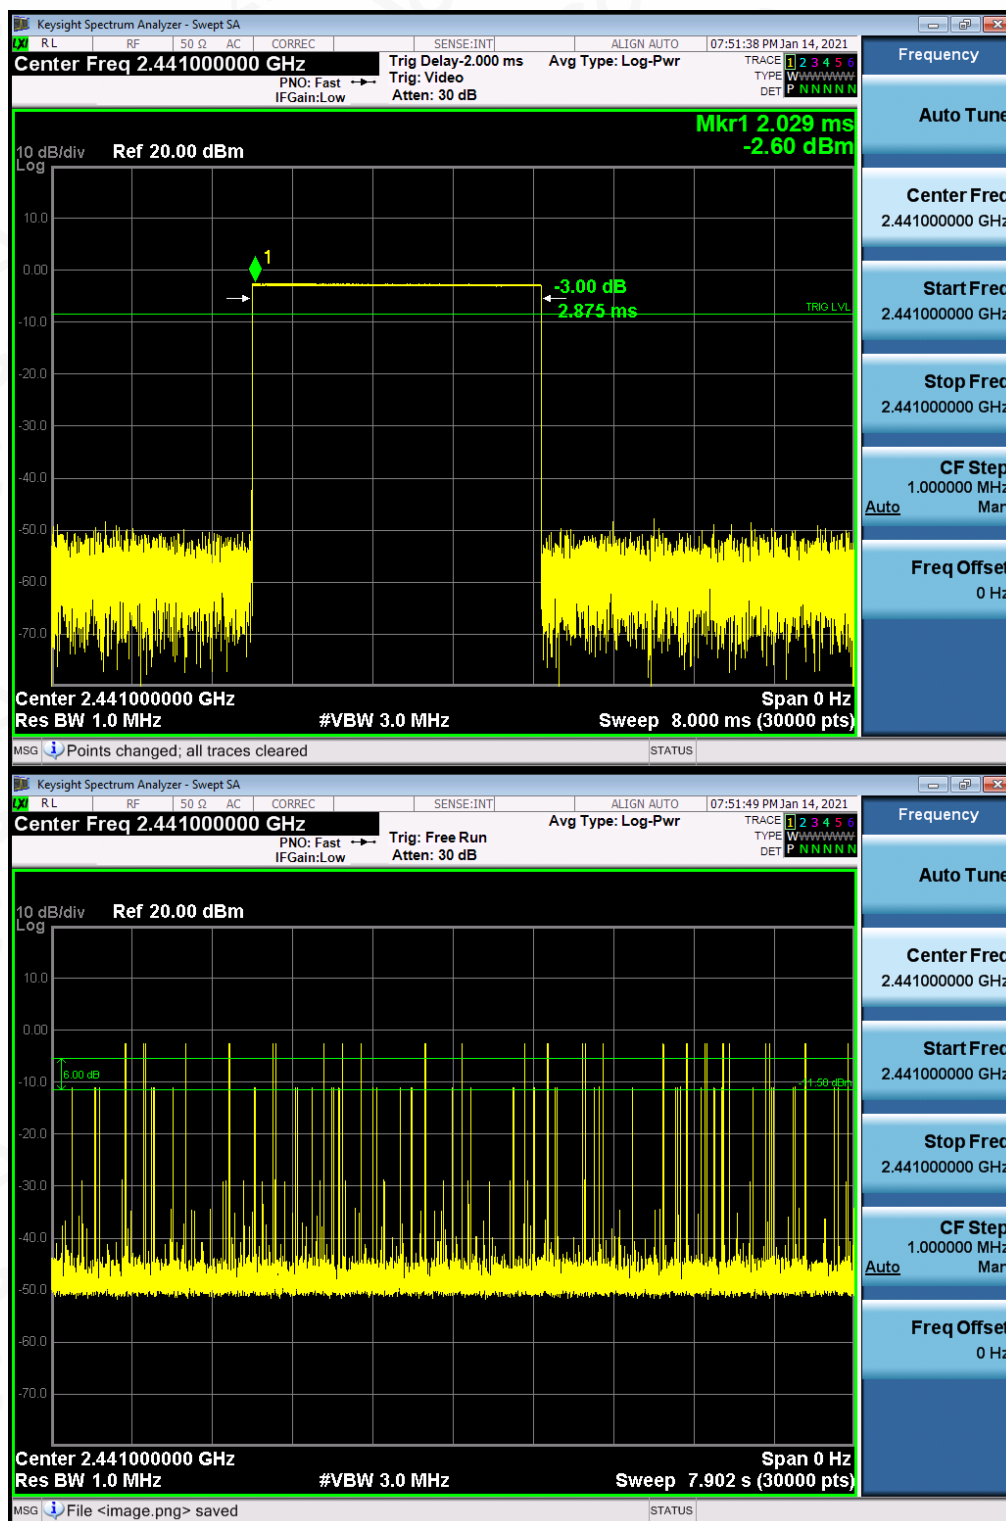 Keysight Spectrum Analyzer - Swept SA
LXI RL RF 50 Ω AC CORREC SENSE:INT ALIGN AUTO 07:51:38 PM Jan 14, 2021
Center Freq 2.441000000 GHz
PNO: Fast
IFGain:Low
Trig Delay-2.000 ms
Trig: Video
Atten: 30 dB
Avg Type: Log-Pwr
TRACE 1 2 3 4 5 6
TYPE WWWWWWW
DET P N N N N N
Mkr1 2.029 ms
-2.60 dBm
10 dB/div Ref 20.00 dBm
Log
10.0
1
0.00
-3.00 dB
2.875 ms
TRIG LVL
-10.0
-20.0
-30.0
-40.0
-50.0
-60.0
-70.0
Center 2.441000000 GHz Span 0 Hz
Res BW 1.0 MHz #VBW 3.0 MHz Sweep 8.000 ms (30000 pts)
MSG Points changed; all traces cleared STATUS
Frequency
Auto Tune
Center Freq
2.441000000 GHz
Start Freq
2.441000000 GHz
Stop Freq
2.441000000 GHz
CF Step
1.000000 MHz
Auto Man
Freq Offset
0 Hz
Keysight Spectrum Analyzer - Swept SA
LXI RL RF 50 Ω AC CORREC SENSE:INT ALIGN AUTO 07:51:49 PM Jan 14, 2021
Center Freq 2.441000000 GHz
PNO: Fast
IFGain:Low
Trig: Free Run
Atten: 30 dB
Avg Type: Log-Pwr
TRACE 1 2 3 4 5 6
TYPE WWWWWWW
DET P N N N N N
10 dB/div Ref 20.00 dBm
Log
10.0
0.00
6.00 dB
-10.0
-11.50 dBm
-20.0
-30.0
-40.0
-50.0
-60.0
-70.0
Center 2.441000000 GHz Span 0 Hz
Res BW 1.0 MHz #VBW 3.0 MHz Sweep 7.902 s (30000 pts)
MSG File <image.png> saved STATUS
Frequency
Auto Tune
Center Freq
2.441000000 GHz
Start Freq
2.441000000 GHz
Stop Freq
2.441000000 GHz
CF Step
1.000000 MHz
Auto Man
Freq Offset
0 Hz